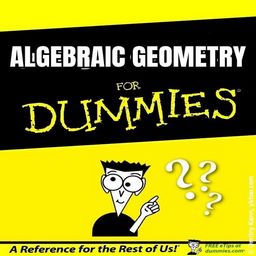 ALGEBRAIC GEOMETRY
FOR
DUMMIES®
? ? ?
A Reference for the Rest of Us!®
FREE eTips at
dummies.com®